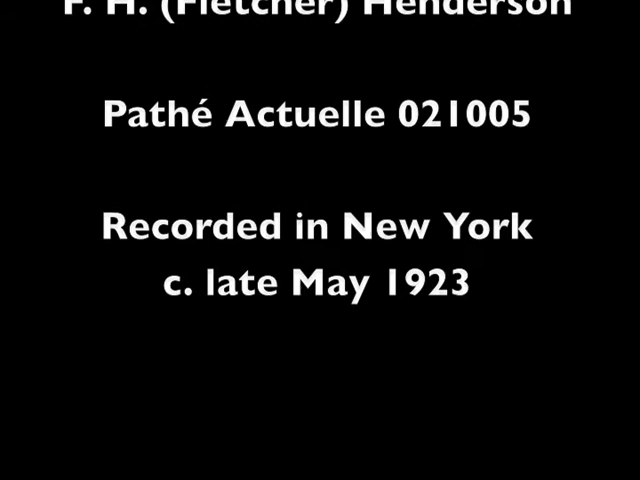 F. H. (Fletcher) Henderson
Pathé Actuelle 021005
Recorded in New York
c. late May 1923